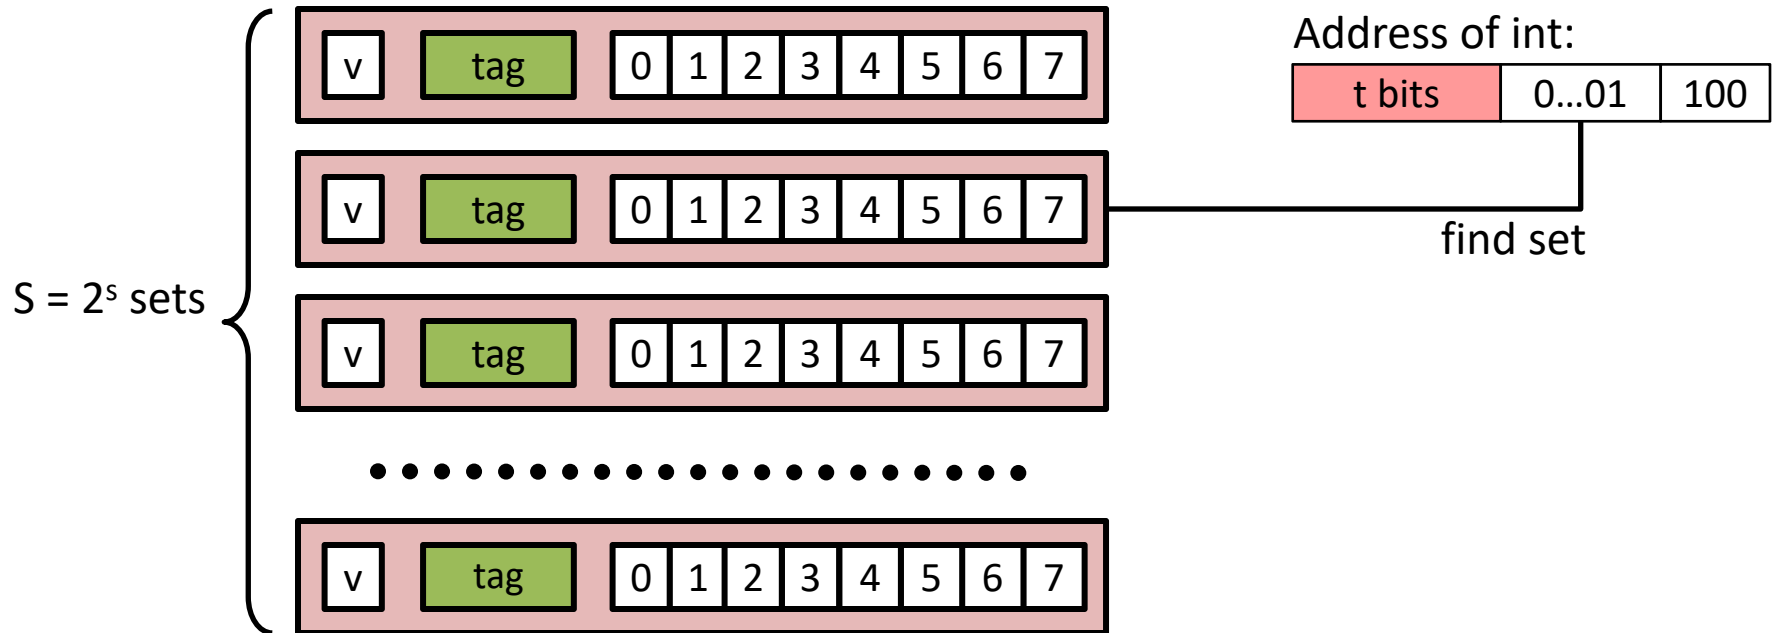 v tag 0 1 2 3 4 5 6 7
Address of int:
t bits 0...01 100
v tag 0 1 2 3 4 5 6 7
find set
S = 2ˢ sets
v tag 0 1 2 3 4 5 6 7
v tag 0 1 2 3 4 5 6 7